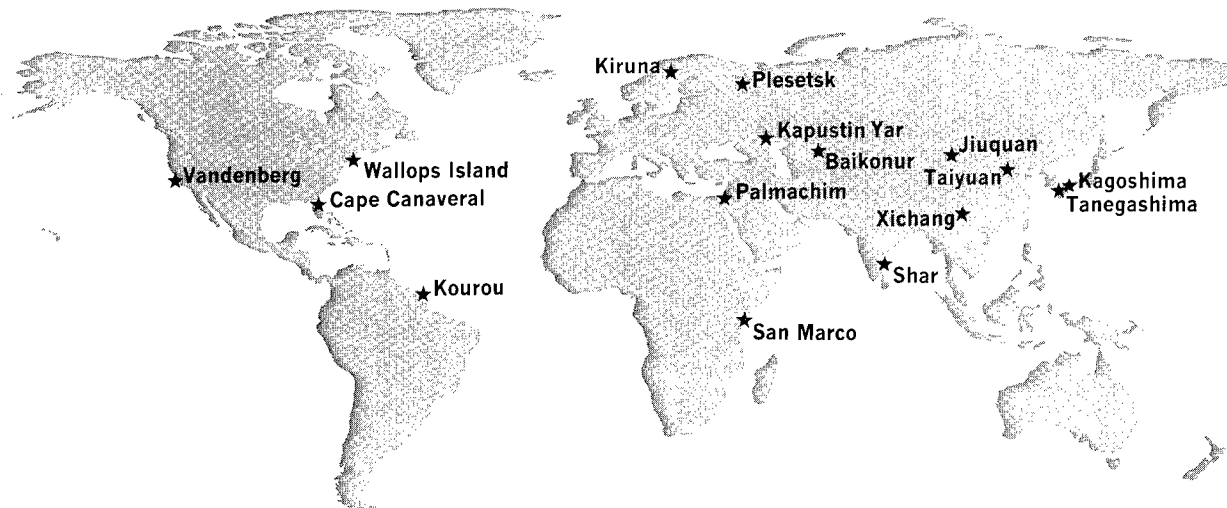 Kiruna
Plesetsk
Kapustin Yar
Baikonur
Jiuquan
Taiyuan
Wallops Island
Vandenberg
Cape Canaveral
Palmachim
Kagoshima
Tanegashima
Xichang
Shar
Kourou
San Marco